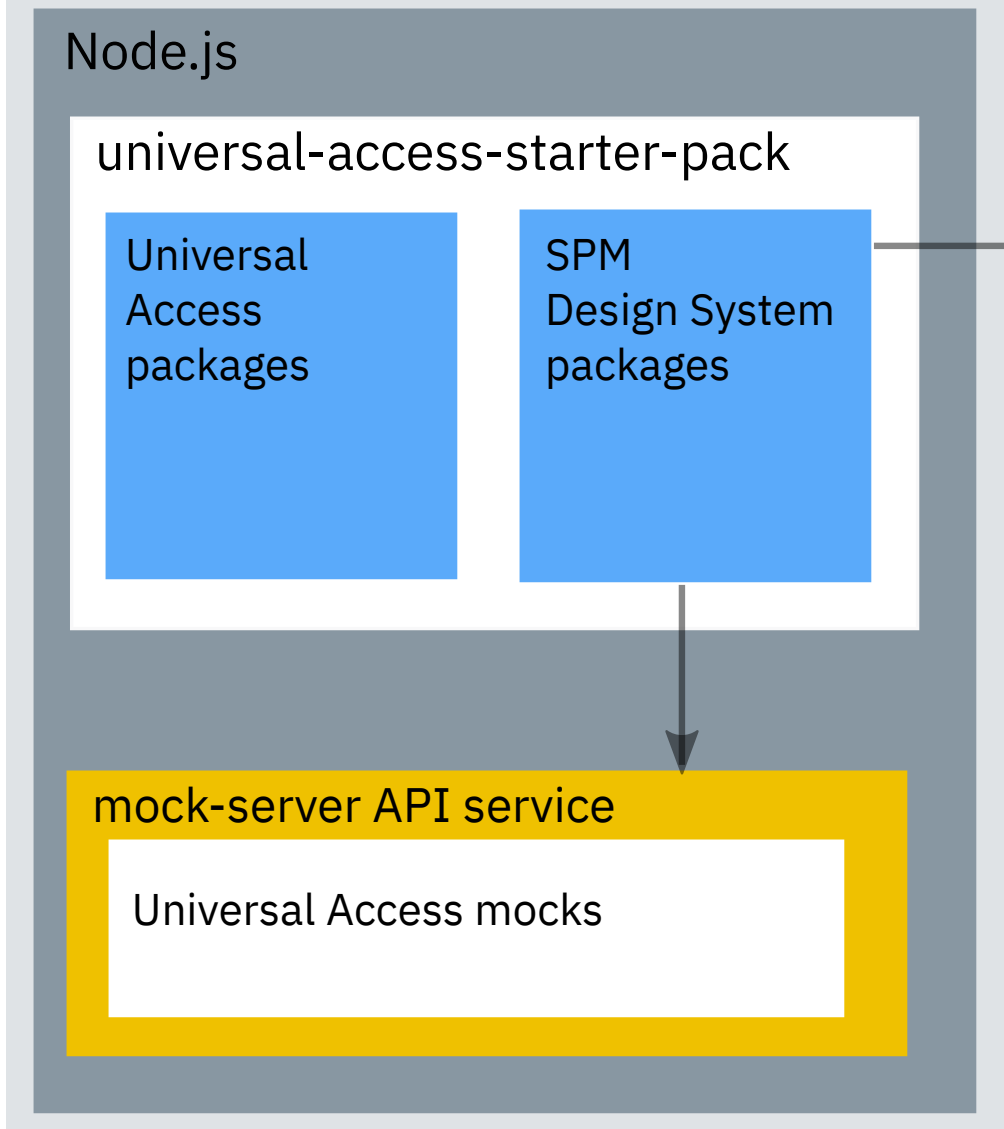 Node.js
universal-access-starter-pack
Universal
Access
packages
SPM
Design System
packages
mock-server API service
Universal Access mocks